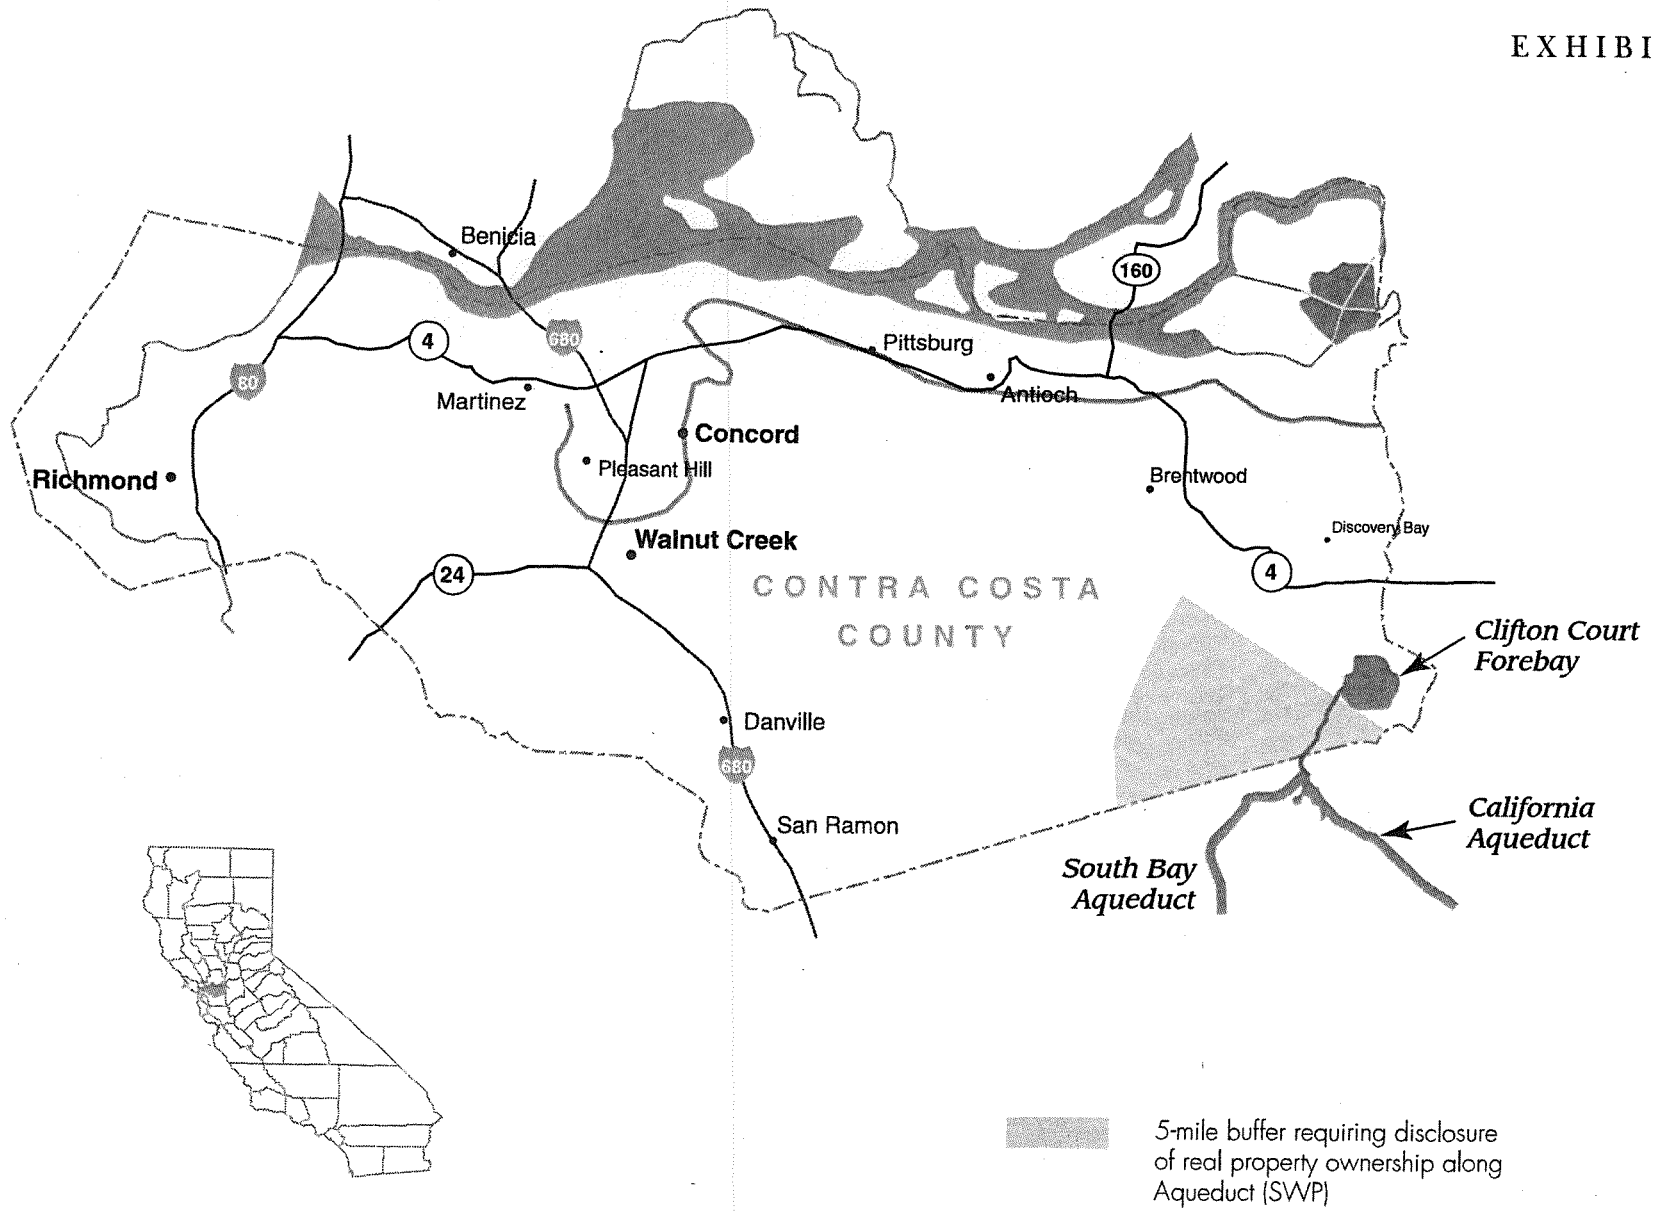 EXHIBI
Benicia
160
4
680
Pittsburg
80
Martinez
Antioch
Concord
Pleasant Hill
Richmond
Brentwood
Discovery Bay
Walnut Creek
24
4
CONTRA COSTA
COUNTY
Clifton Court
Forebay
Danville
680
San Ramon
California
Aqueduct
South Bay
Aqueduct
5-mile buffer requiring disclosure
of real property ownership along
Aqueduct (SWP)